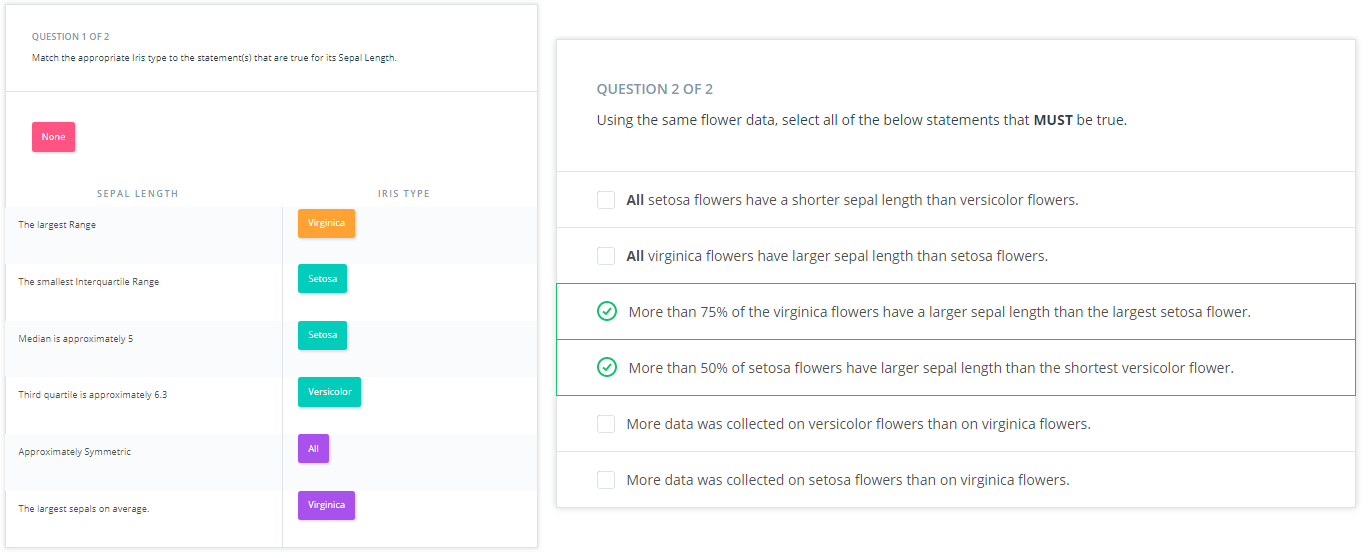 QUESTION 1 OF 2
Match the appropriate Iris type to the statement(s) that are true for its Sepal Length.
None
SEPAL LENGTH IRIS TYPE
The largest Range Virginica
The smallest Interquartile Range Setosa
Median is approximately 5 Setosa
Third quartile is approximately 6.3 Versicolor
Approximately Symmetric All
The largest sepals on average. Virginica
QUESTION 2 OF 2
Using the same flower data, select all of the below statements that MUST be true.
All setosa flowers have a shorter sepal length than versicolor flowers.
All virginica flowers have larger sepal length than setosa flowers.
More than 75% of the virginica flowers have a larger sepal length than the largest setosa flower.
More than 50% of setosa flowers have larger sepal length than the shortest versicolor flower.
More data was collected on versicolor flowers than on virginica flowers.
More data was collected on setosa flowers than on virginica flowers.